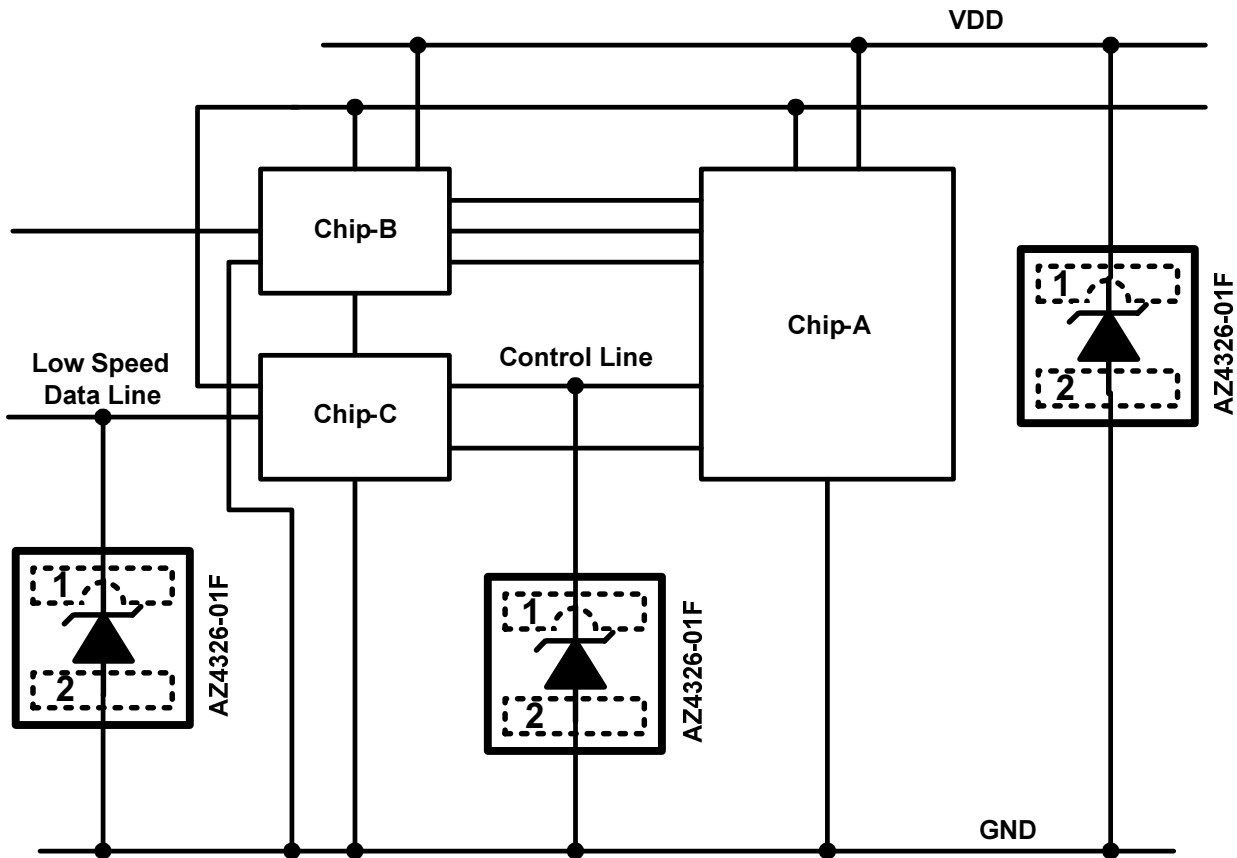 VDD
Chip-B
Chip-A
1
2
AZ4326-01F
Low Speed
Data Line
Chip-C
Control Line
1
2
AZ4326-01F
1
2
AZ4326-01F
GND